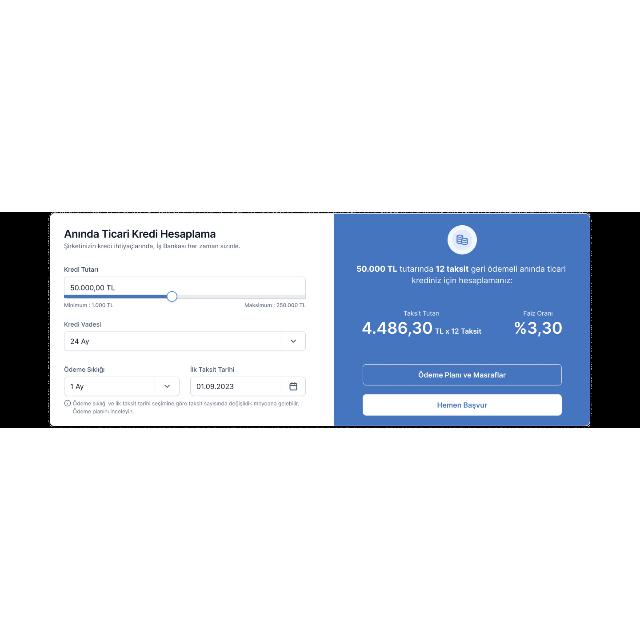 Anında Ticari Kredi Hesaplama
Şirketinizin kredi ihtiyaçlarında, İş Bankası her zaman sizinle.
Kredi Tutarı
50.000,00 TL
Minimum : 1.000 TL
Maksimum : 250.000 TL
Kredi Vadesi
24 Ay
Ödeme Sıklığı
İlk Taksit Tarihi
1 Ay
01.09.2023
Ödeme sıklığı ve ilk taksit tarihi seçimine göre taksit sayısında değişiklik meydana gelebilir.
Ödeme planını inceleyin.
50.000 TL tutarında 12 taksit geri ödemeli anında ticari
krediniz için hesaplamanız:
Taksit Tutarı
Faiz Oranı
4.486,30 TL x 12 Taksit
%3,30
Ödeme Planı ve Masraflar
Hemen Başvur